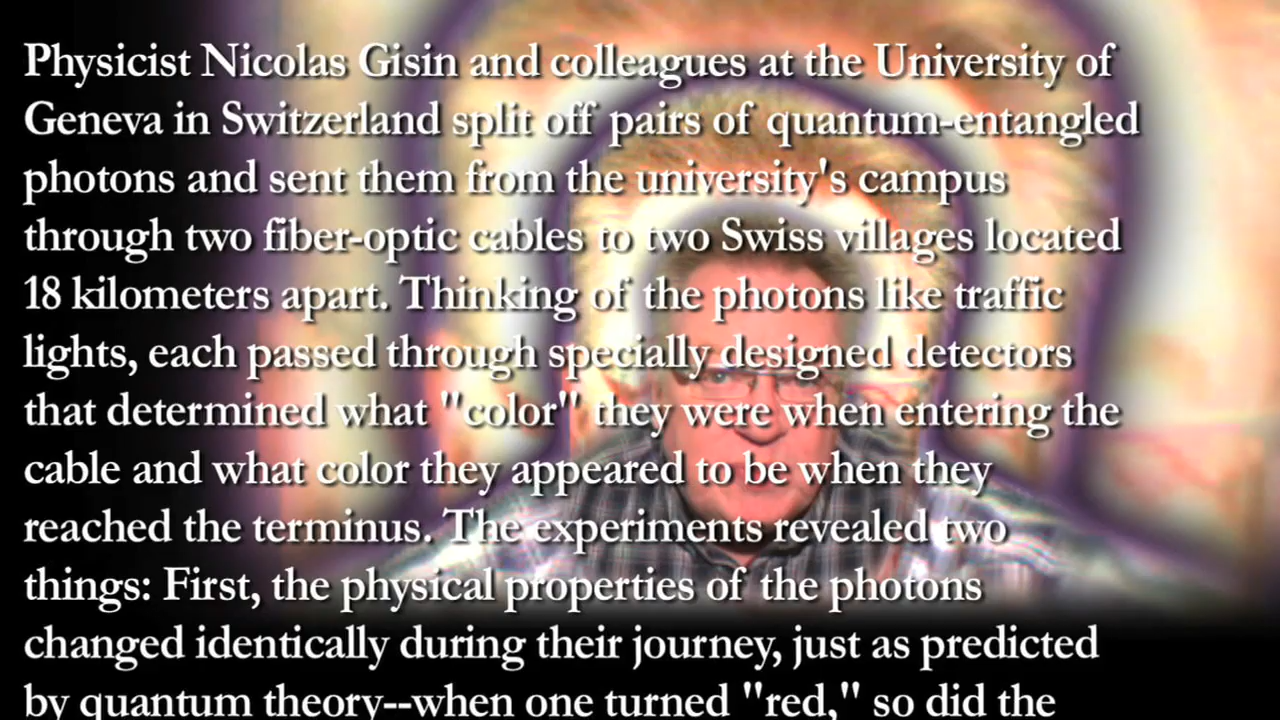 Physicist Nicolas Gisin and colleagues at the University of
Geneva in Switzerland split off pairs of quantum-entangled
photons and sent them from the university's campus
through two fiber-optic cables to two Swiss villages located
18 kilometers apart. Thinking of the photons like traffic
lights, each passed through specially designed detectors
that determined what "color" they were when entering the
cable and what color they appeared to be when they
reached the terminus. The experiments revealed two
things: First, the physical properties of the photons
changed identically during their journey, just as predicted
by quantum theory--when one turned "red," so did the